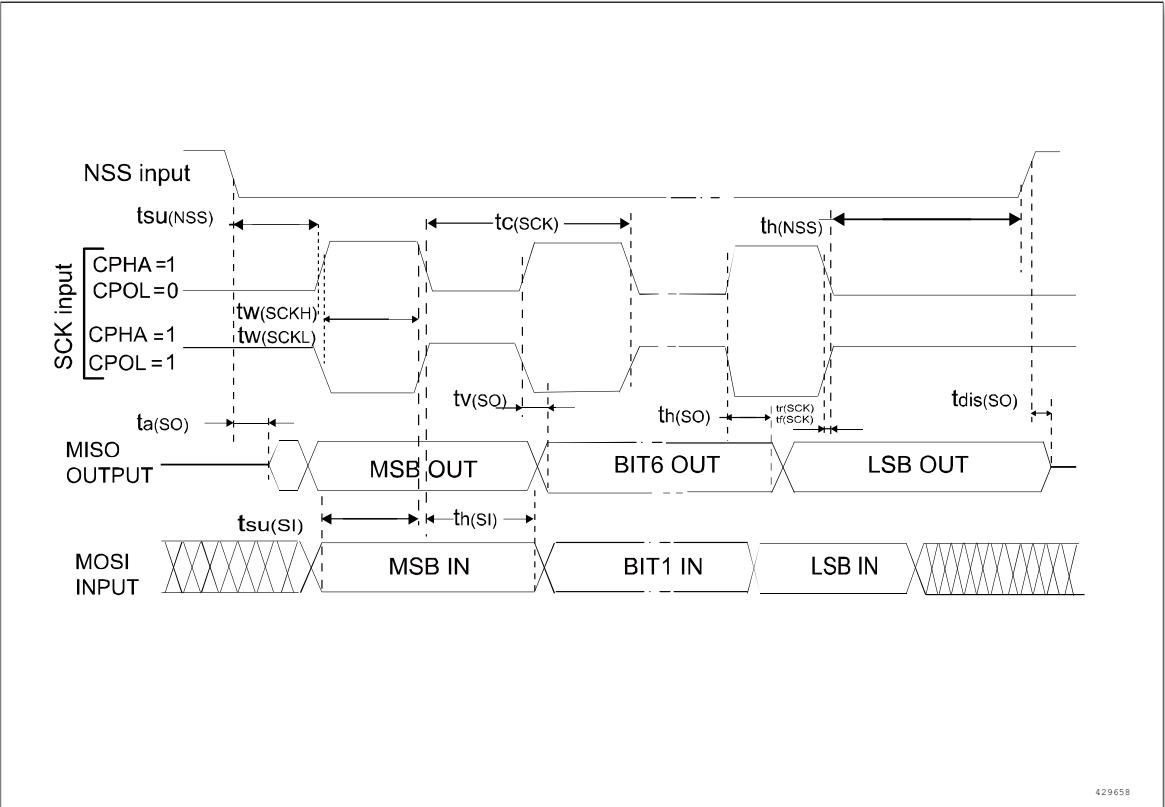 NSS input
tsu(NSS)
tc(SCK)
th(NSS)
SCK input
CPHA=1
CPOL=0
tw(SCKH)
tw(SCKL)
CPHA=1
CPOL=1
tv(SO)
ta(SO)
th(SO)
tr(SCK)
tf(SCK)
tdis(SO)
MISO
OUTPUT
MSB OUT
BIT6 OUT
LSB OUT
tsu(SI)
th(SI)
MOSI
INPUT
MSB IN
BIT1 IN
LSB IN
429658